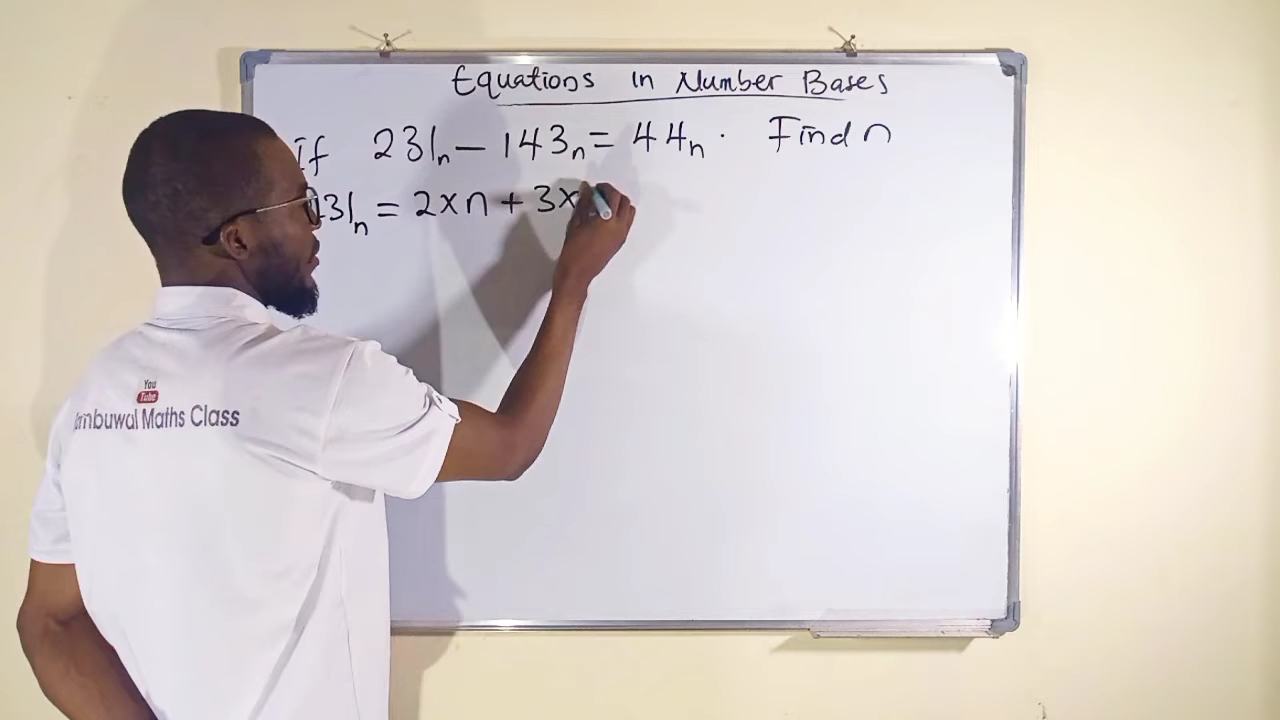 Equations in Number Bases
If 231ₙ − 143ₙ = 44ₙ. Find n
31ₙ = 2×n + 3×
You
Tube
Maths Class